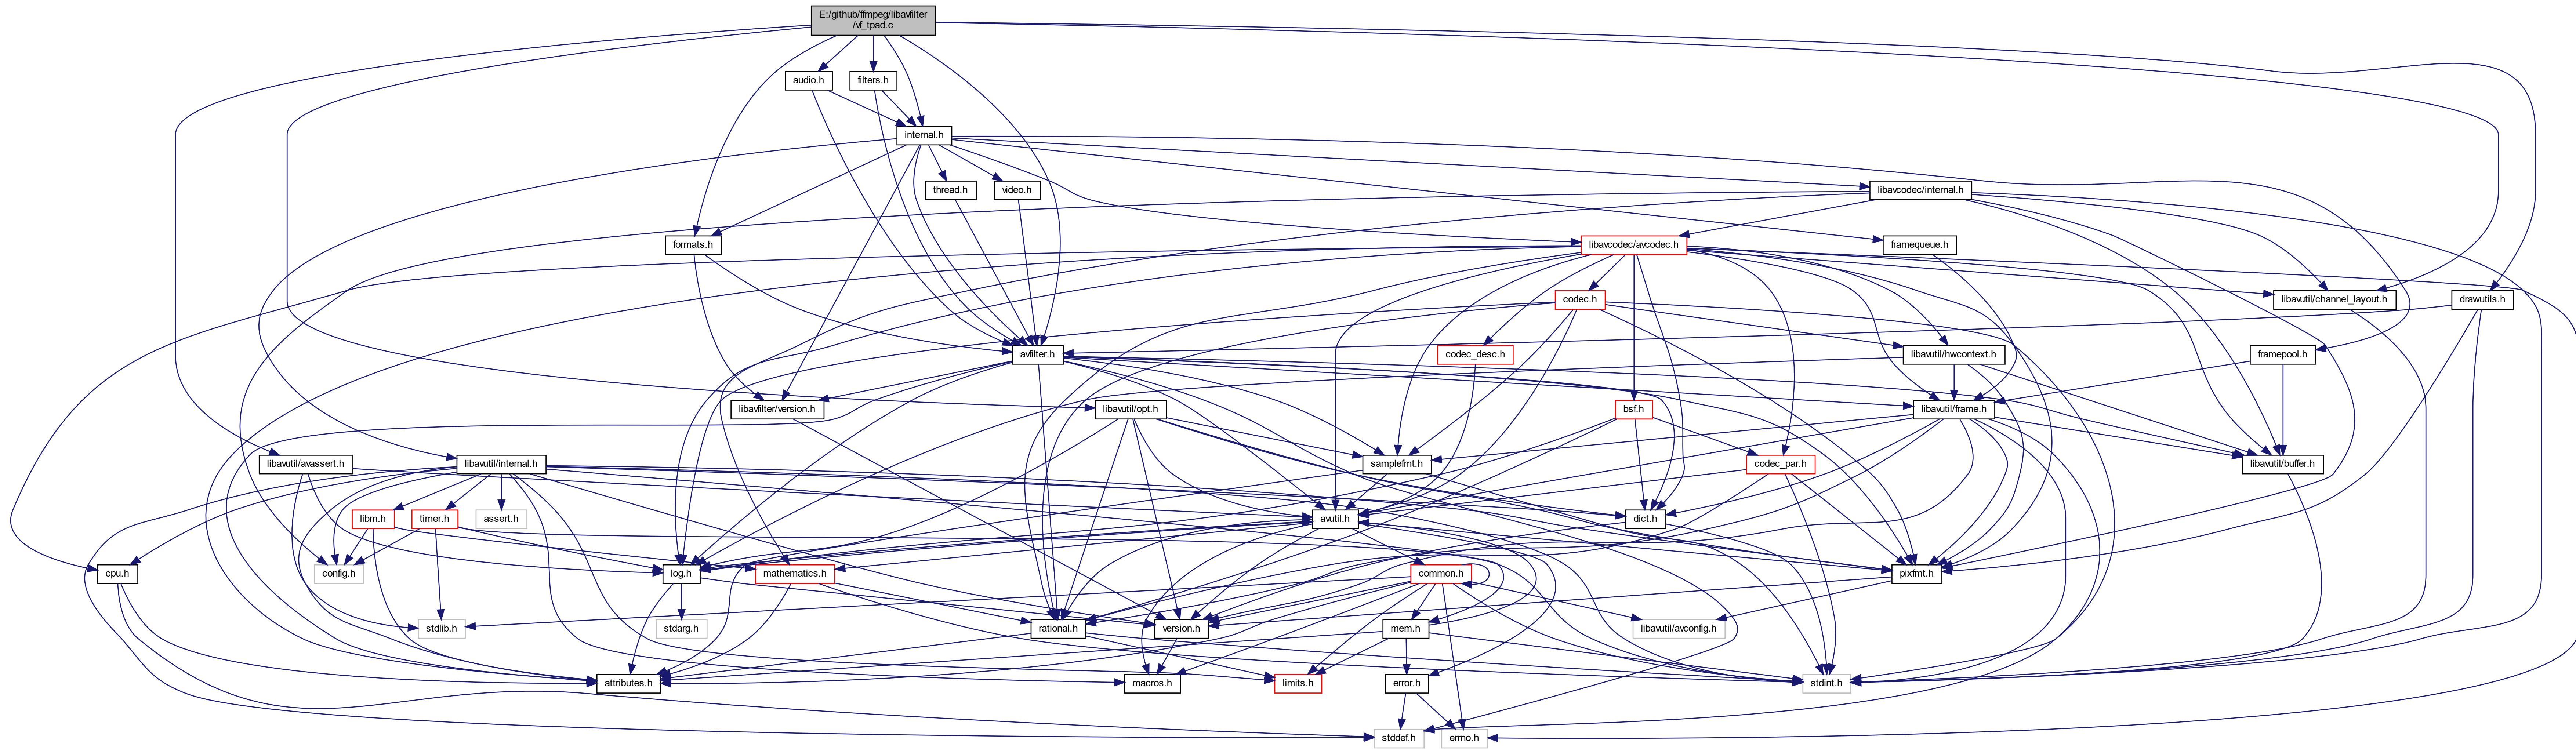 E:/github/ffmpeg/libavfilter
/vf_tpad.c
audio.h
filters.h
internal.h
thread.h
video.h
libavcodec/internal.h
formats.h
libavcodec/avcodec.h
framequeue.h
codec.h
libavutil/channel_layout.h
drawutils.h
avfilter.h
codec_desc.h
libavutil/hwcontext.h
framepool.h
libavfilter/version.h
libavutil/opt.h
bsf.h
libavutil/frame.h
libavutil/avassert.h
libavutil/internal.h
samplefmt.h
codec_par.h
libavutil/buffer.h
libm.h
timer.h
assert.h
avutil.h
dict.h
cpu.h
config.h
log.h
mathematics.h
common.h
pixfmt.h
stdlib.h
stdarg.h
rational.h
version.h
mem.h
libavutil/avconfig.h
attributes.h
macros.h
limits.h
error.h
stdint.h
stddef.h
errno.h